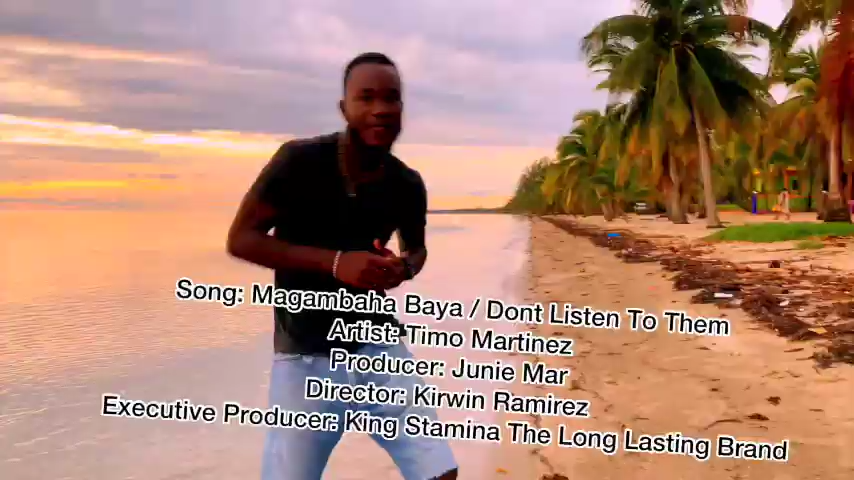 Song: Magambaha Baya / Dont Listen To Them
Artist: Timo Martinez
Producer: Junie Mar
Director: Kirwin Ramirez
Executive Producer: King Stamina The Long Lasting Brand